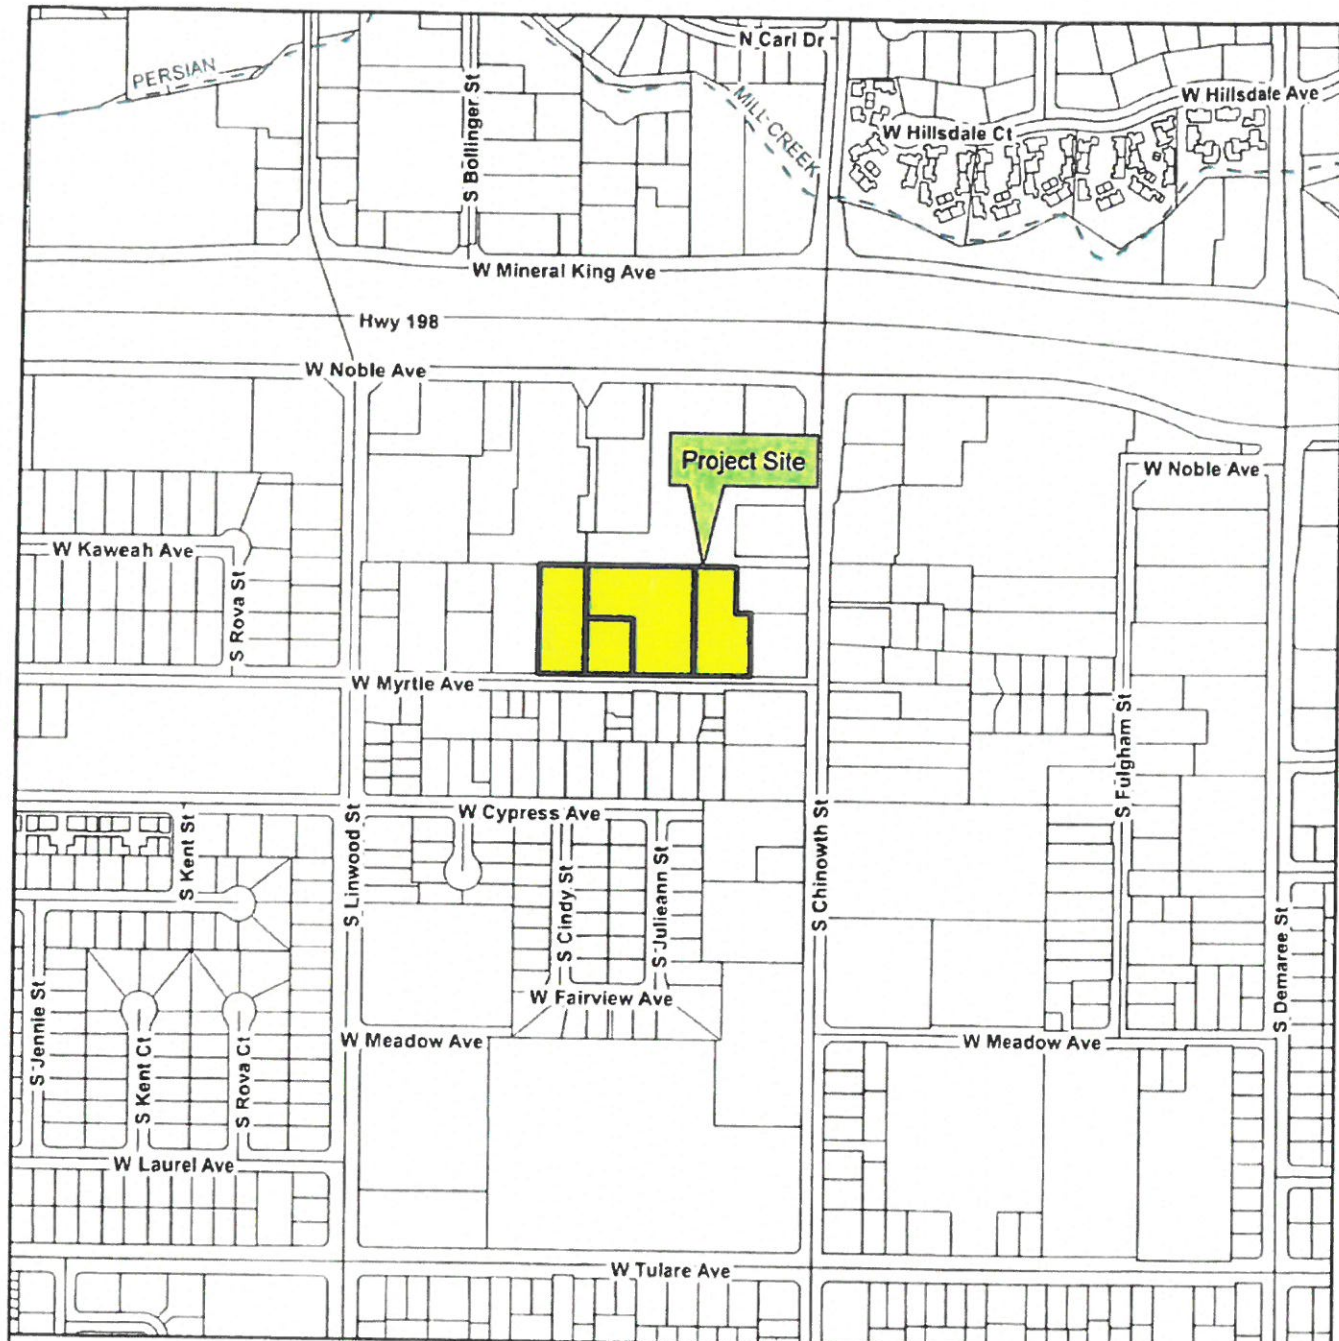 N Carl Dr
PERSIAN
S Bollinger St
MILL CREEK
W Hillsdale Ave
W Hillsdale Ct
W Mineral King Ave
Hwy 198
W Noble Ave
Project Site
W Noble Ave
W Kaweah Ave
S Rova St
W Myrtle Ave
S Fulgham St
W Cypress Ave
S Kent St
S Linwood St
S Cindy St
S Julieann St
S Chinowth St
S Demaree St
W Fairview Ave
S Jennie St
S Kent Ct
S Rova Ct
W Meadow Ave
W Meadow Ave
W Laurel Ave
W Tulare Ave